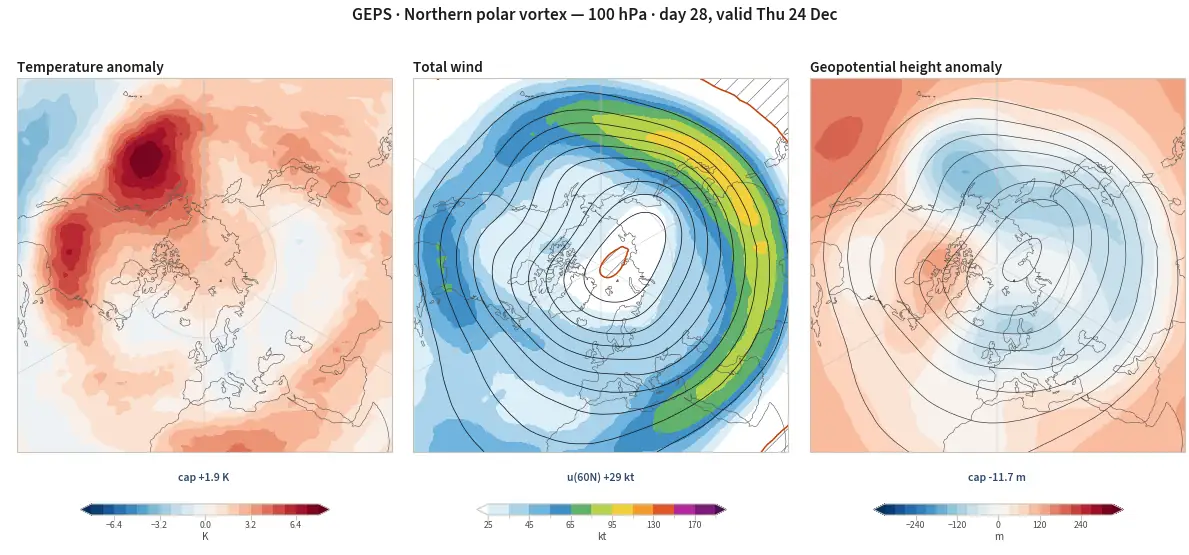 GEPS · Northern polar vortex — 100 hPa · day 28, valid Thu 24 Dec
Temperature anomaly
Total wind
Geopotential height anomaly
cap +1.9 K
u(60N) +29 kt
cap -11.7 m
−6.4 −3.2 0.0 3.2 6.4
K
25 45 65 95 130 170
kt
−240 −120 0 120 240
m